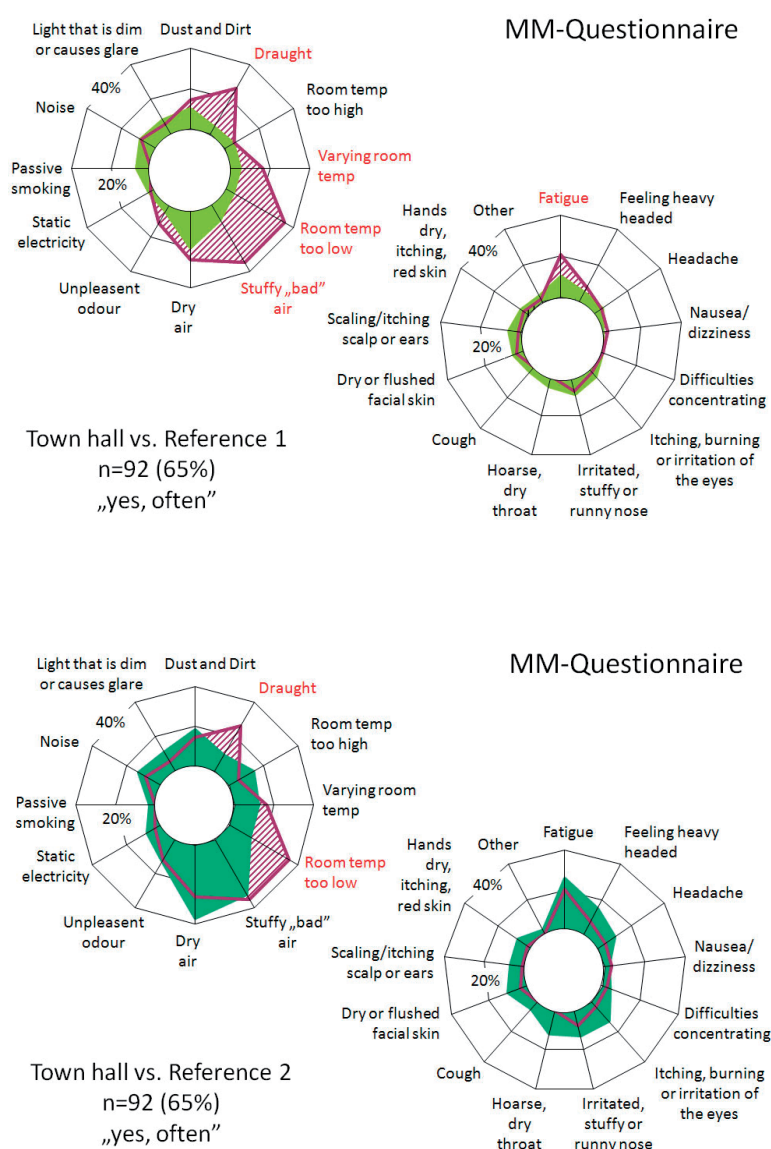 MM-Questionnaire
Light that is dim
or causes glare
Dust and Dirt
Draught
Room temp
too high
Varying room
temp
Room temp
too low
Stuffy „bad”
air
Dry
air
Unpleasent
odour
Static
electricity
Passive
smoking
Noise
40%
20%
Town hall vs. Reference 1
n=92 (65%)
„yes, often”
Fatigue
Feeling heavy
headed
Headache
Nausea/
dizziness
Difficulties
concentrating
Itching, burning
or irritation of
the eyes
Irritated,
stuffy or
runny nose
Hoarse,
dry
throat
Cough
Dry or flushed
facial skin
Scaling/itching
scalp or ears
Hands
dry,
itching,
red skin
Other
40%
20%
MM-Questionnaire
Light that is dim
or causes glare
Dust and Dirt
Draught
Room temp
too high
Varying room
temp
Room temp
too low
Stuffy „bad”
air
Dry
air
Unpleasent
odour
Static
electricity
Passive
smoking
Noise
40%
20%
Town hall vs. Reference 2
n=92 (65%)
„yes, often”
Fatigue
Feeling heavy
headed
Headache
Nausea/
dizziness
Difficulties
concentrating
Itching, burning
or irritation of
the eyes
Irritated,
stuffy or
runny nose
Hoarse,
dry
throat
Cough
Dry or flushed
facial skin
Scaling/itching
scalp or ears
Hands
dry,
itching,
red skin
Other
40%
20%